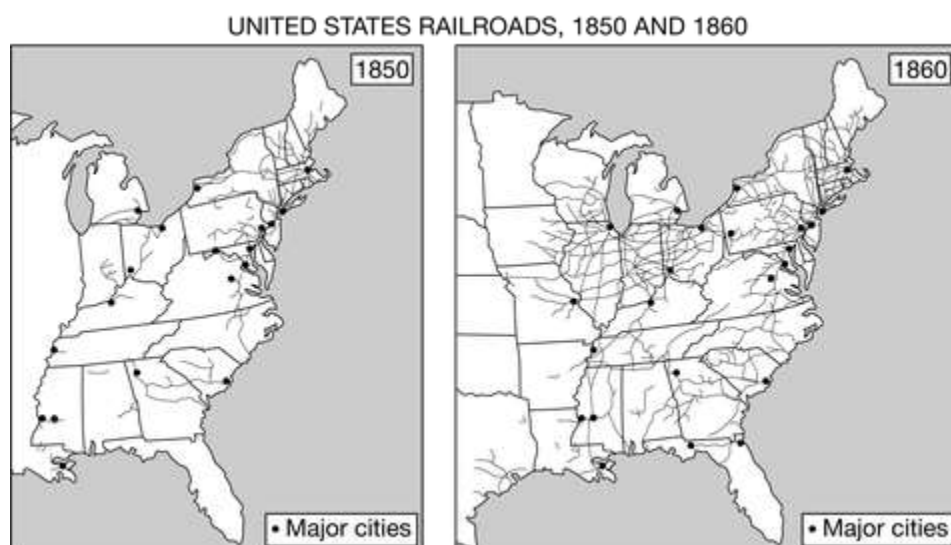 UNITED STATES RAILROADS, 1850 AND 1860
1850
1860
• Major cities
• Major cities